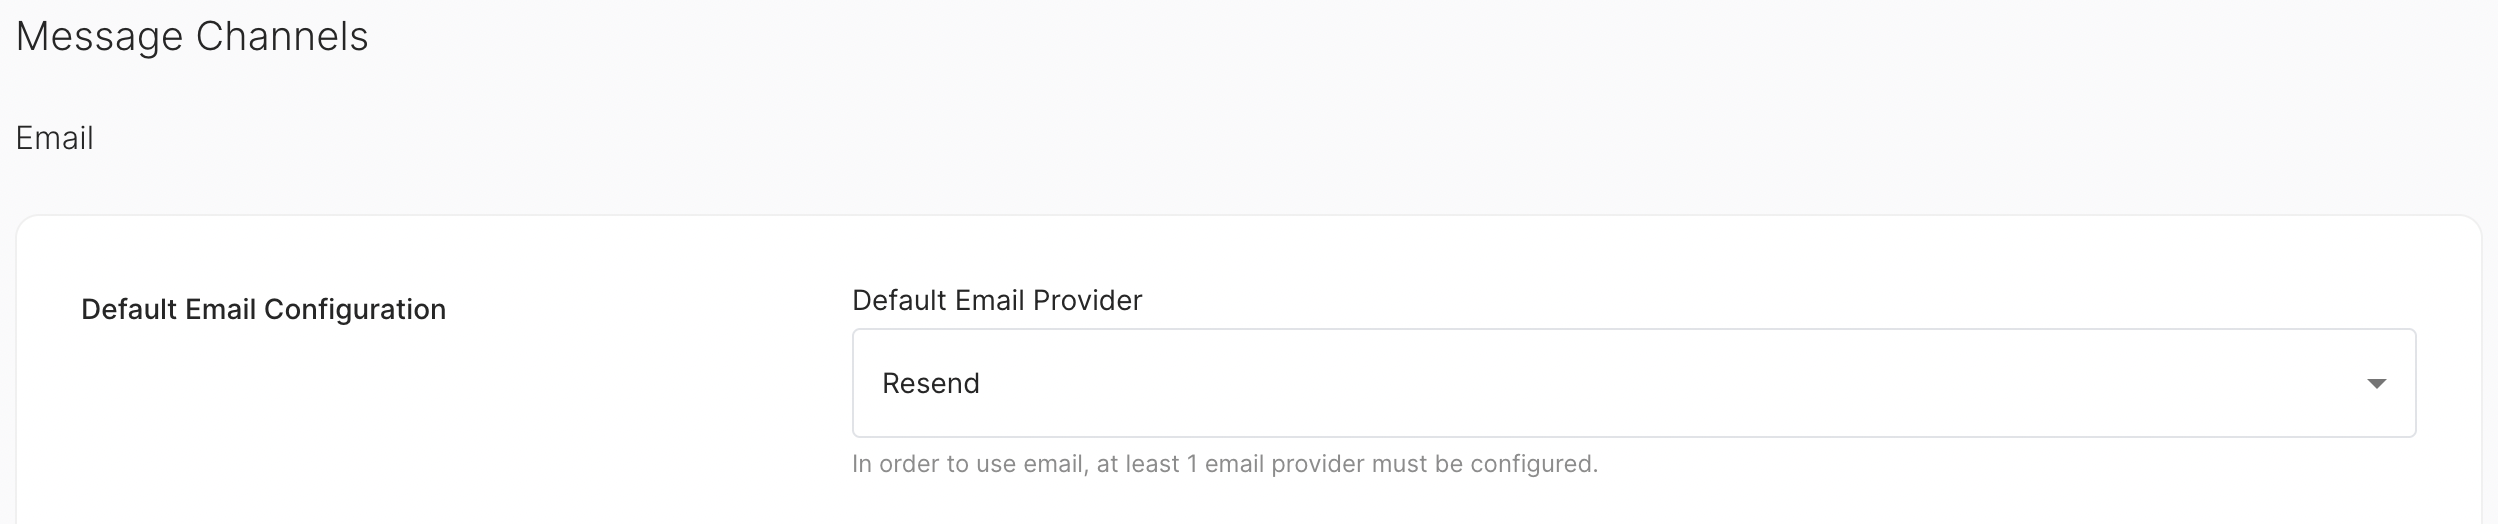 Message Channels
Email
Default Email Configuration
Default Email Provider
Resend
In order to use email, at least 1 email provider must be configured.